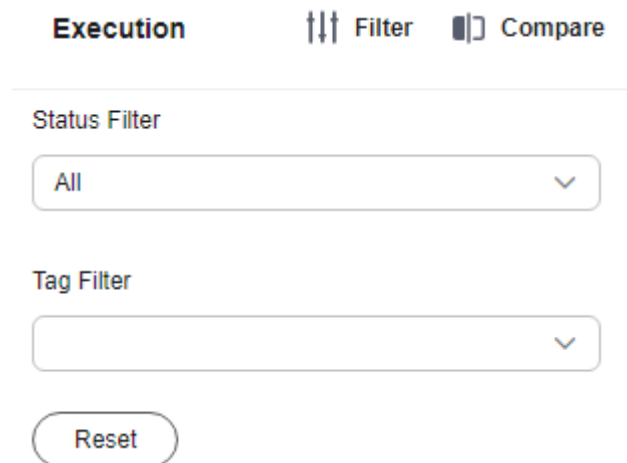 Execution Filter Compare
Status Filter
All
Tag Filter
Reset